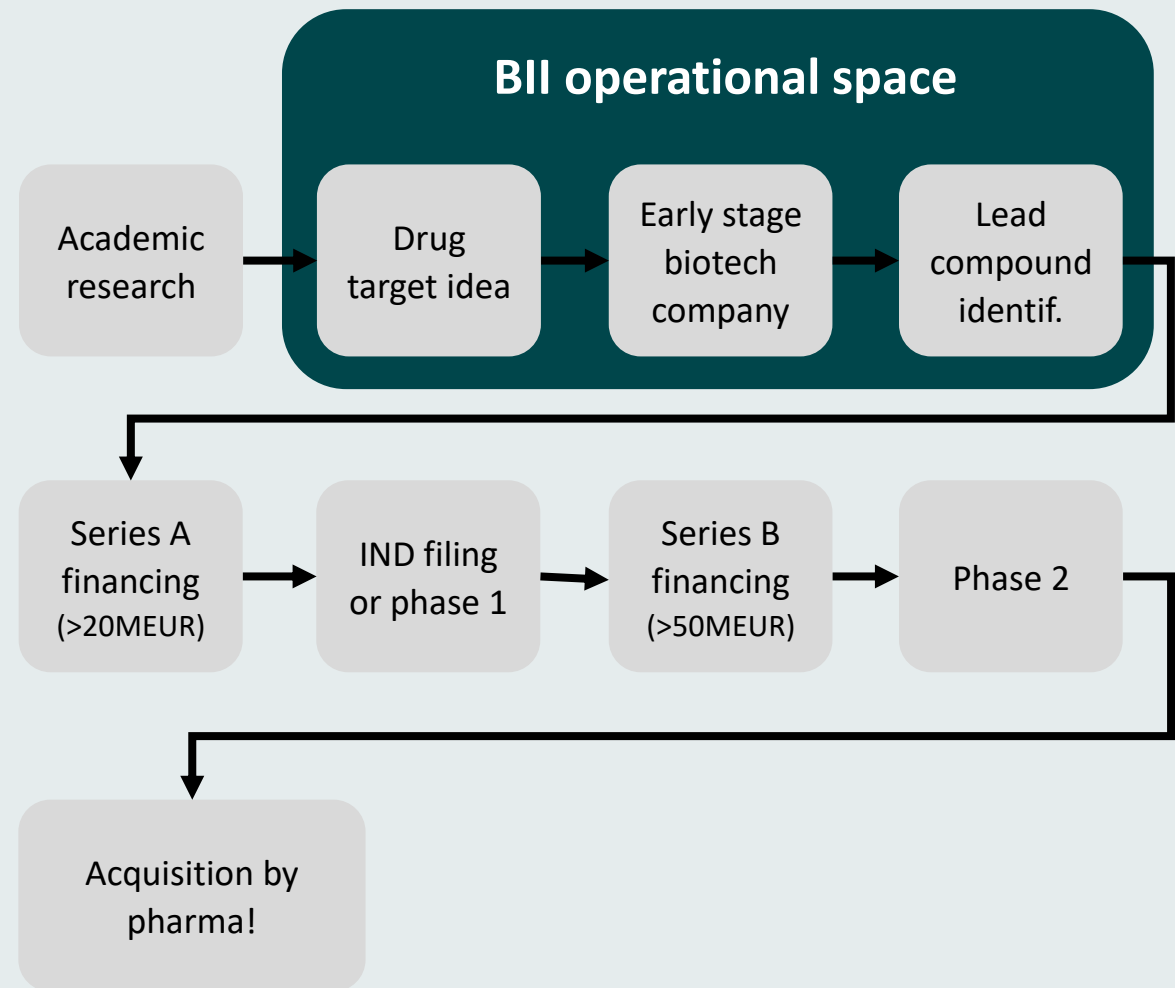 BII operational space
Academic
research
Drug
target idea
Early stage
biotech
company
Lead
compound
identif.
Series A
financing
(>20MEUR)
IND filing
or phase 1
Series B
financing
(>50MEUR)
Phase 2
Acquisition by
pharma!